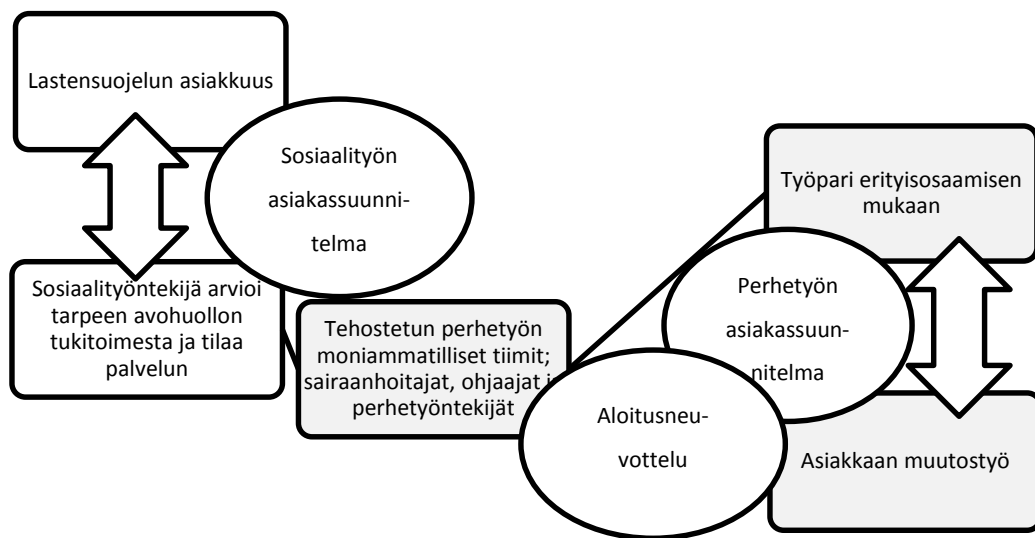 Lastensuojelun asiakkuus
Sosiaalityön
asiakassuunni-
telma
Sosiaalityöntekijä arvioi
tarpeen avohuollon
tukitoimesta ja tilaa
palvelun
Tehostetun perhetyön
moniammatilliset tiimit;
sairaanhoitajat, ohjaajat
perhetyöntekijät
Aloitusneu-
vottelu
Perhetyön
asiakassuun-
nitelma
Työpari erityisosaamisen
mukaan
Asiakkaan muutostyö